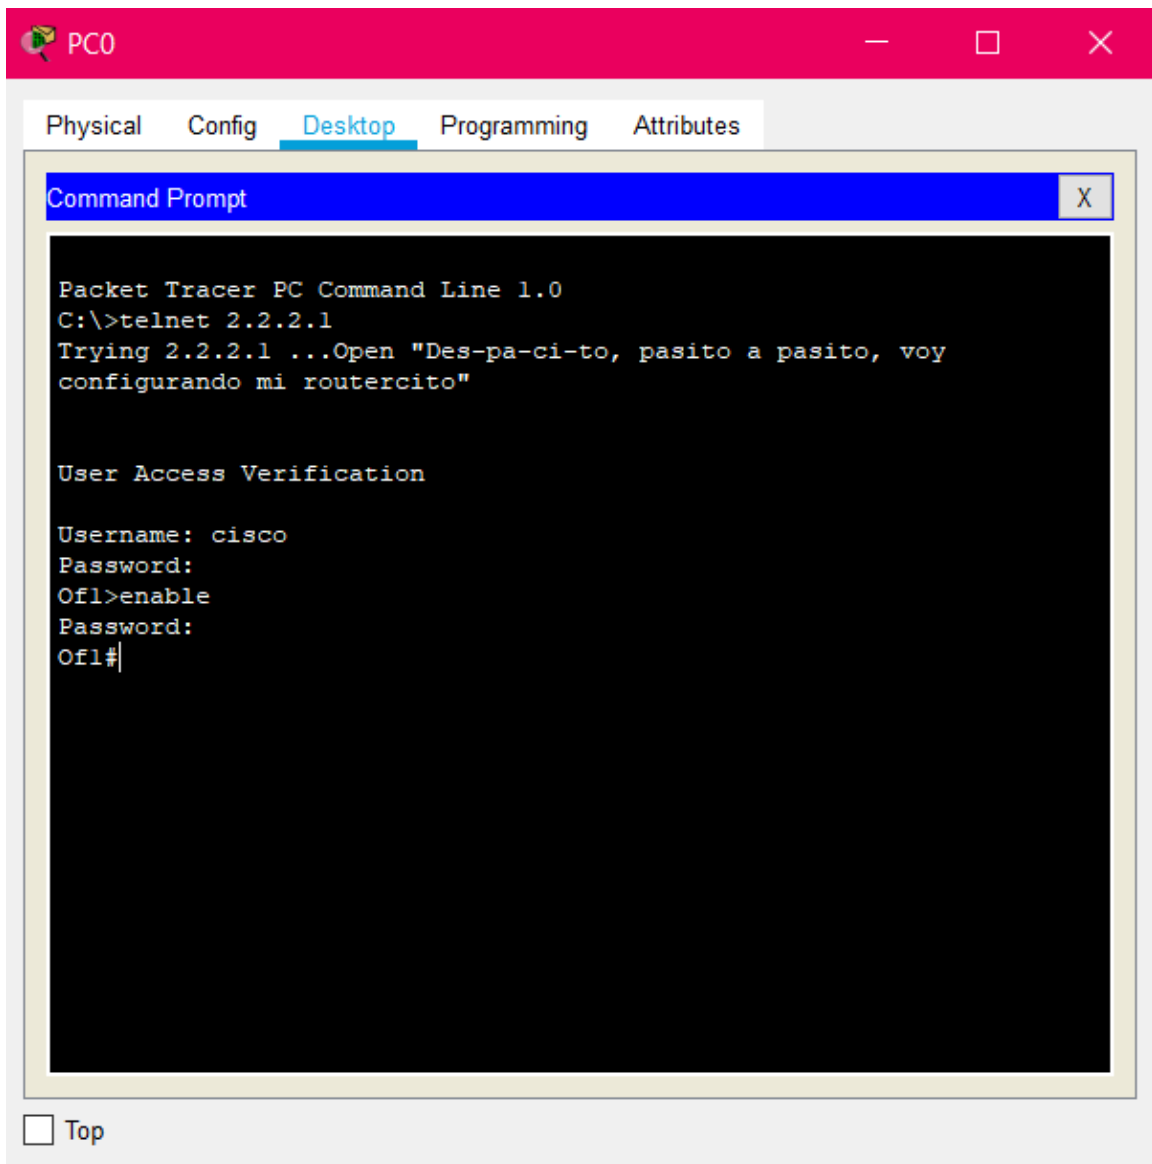 PC0
Physical Config Desktop Programming Attributes
Command Prompt
X
Packet Tracer PC Command Line 1.0
C:\>telnet 2.2.2.1
Trying 2.2.2.1 ...Open "Des-pa-ci-to, pasito a pasito, voy
configurando mi routercito"
User Access Verification
Username: cisco
Password:
Of1>enable
Password:
Of1#
Top